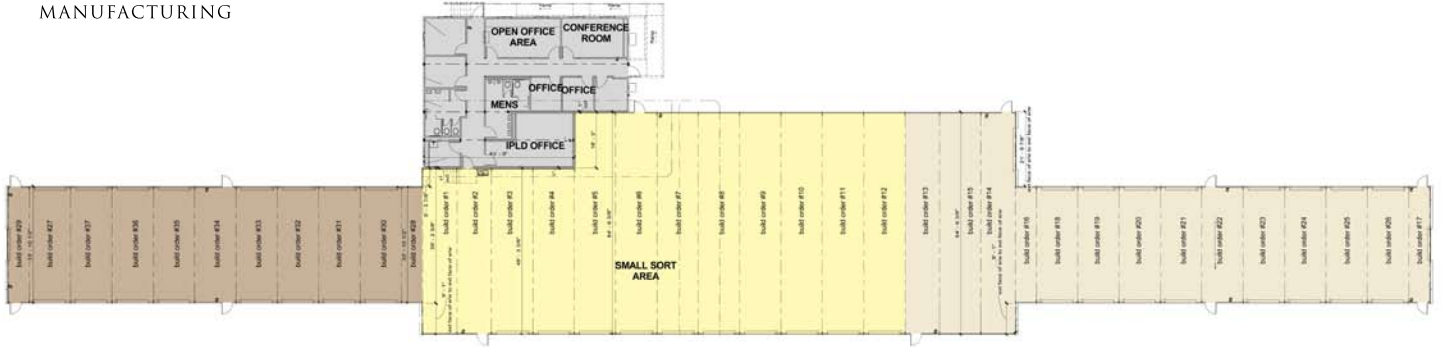 MANUFACTURING
OPEN OFFICE
AREA
CONFERENCE
ROOM
OFFICE
OFFICE
MENS
IPLD OFFICE
SMALL SORT
AREA
build order #29
build order #27
build order #37
build order #36
build order #35
build order #34
build order #33
build order #32
build order #31
build order #30
build order #28
build order #1
build order #2
build order #3
build order #4
build order #5
build order #6
build order #7
build order #8
build order #9
build order #10
build order #11
build order #12
build order #13
build order #15
build order #14
build order #16
build order #18
build order #19
build order #20
build order #21
build order #22
build order #23
build order #24
build order #25
build order #26
build order #17